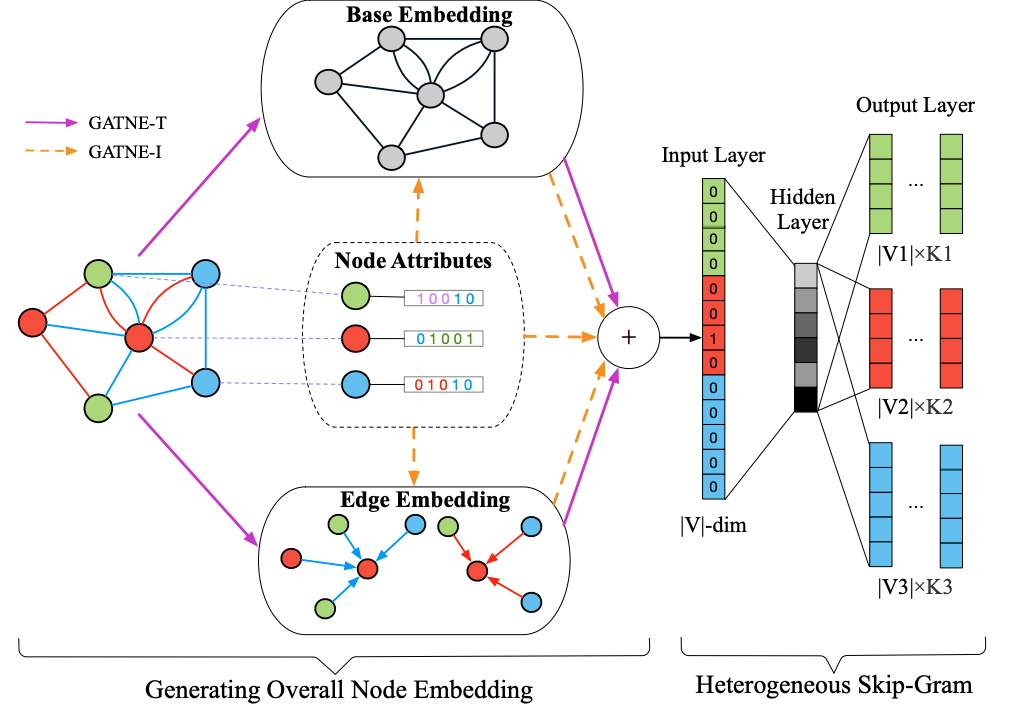 Base Embedding
GATNE-T
GATNE-I
Node Attributes
10010
01001
01010
Edge Embedding
+
Input Layer
0
0
0
0
0
0
1
0
0
0
0
0
0
|V|-dim
Hidden
Layer
Output Layer
...
|V1|×K1
...
|V2|×K2
...
|V3|×K3
Generating Overall Node Embedding
Heterogeneous Skip-Gram